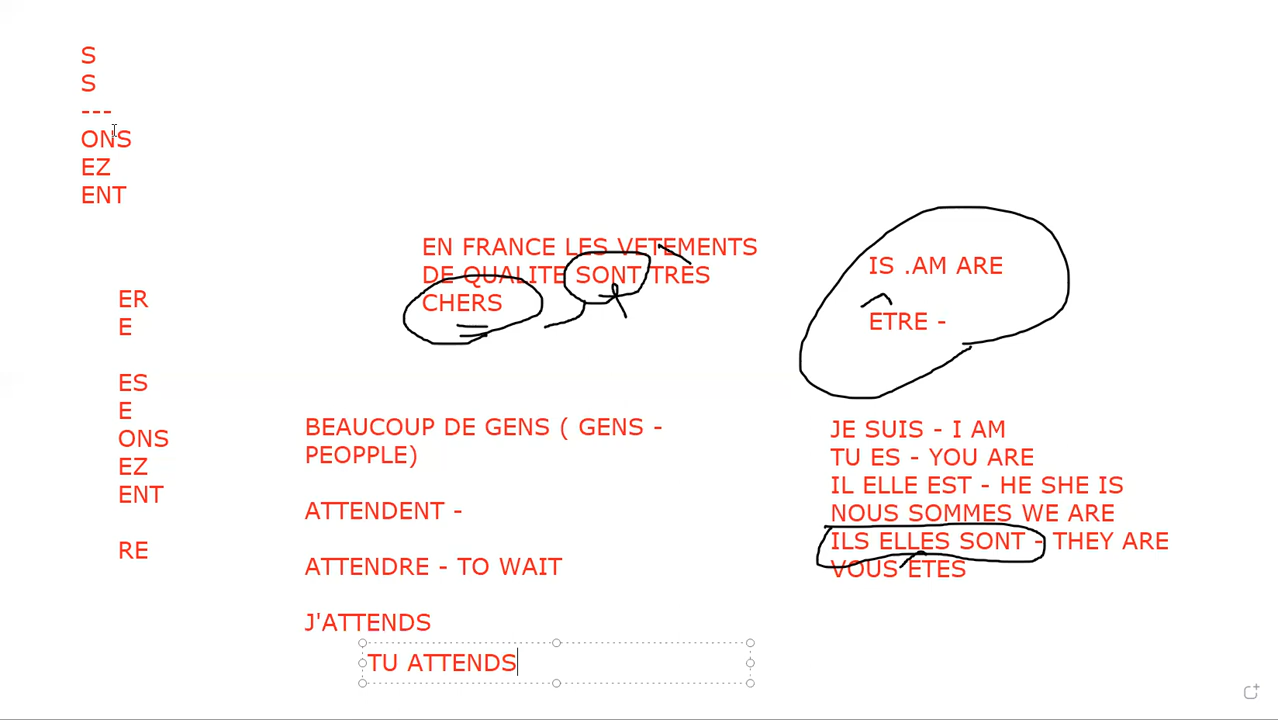 S
S
---
ONS
EZ
ENT
ER
E
ES
E
ONS
EZ
ENT
RE
EN FRANCE LES VETEMENTS
DE QUALITE SONT TRÈS
CHERS
BEAUCOUP DE GENS ( GENS -
PEOPPLE)
ATTENDENT -
ATTENDRE - TO WAIT
J'ATTENDS
TU ATTENDS
IS .AM ARE
ETRE -
JE SUIS - I AM
TU ES - YOU ARE
IL ELLE EST - HE SHE IS
NOUS SOMMES WE ARE
ILS ELLES SONT - THEY ARE
VOUS ETES